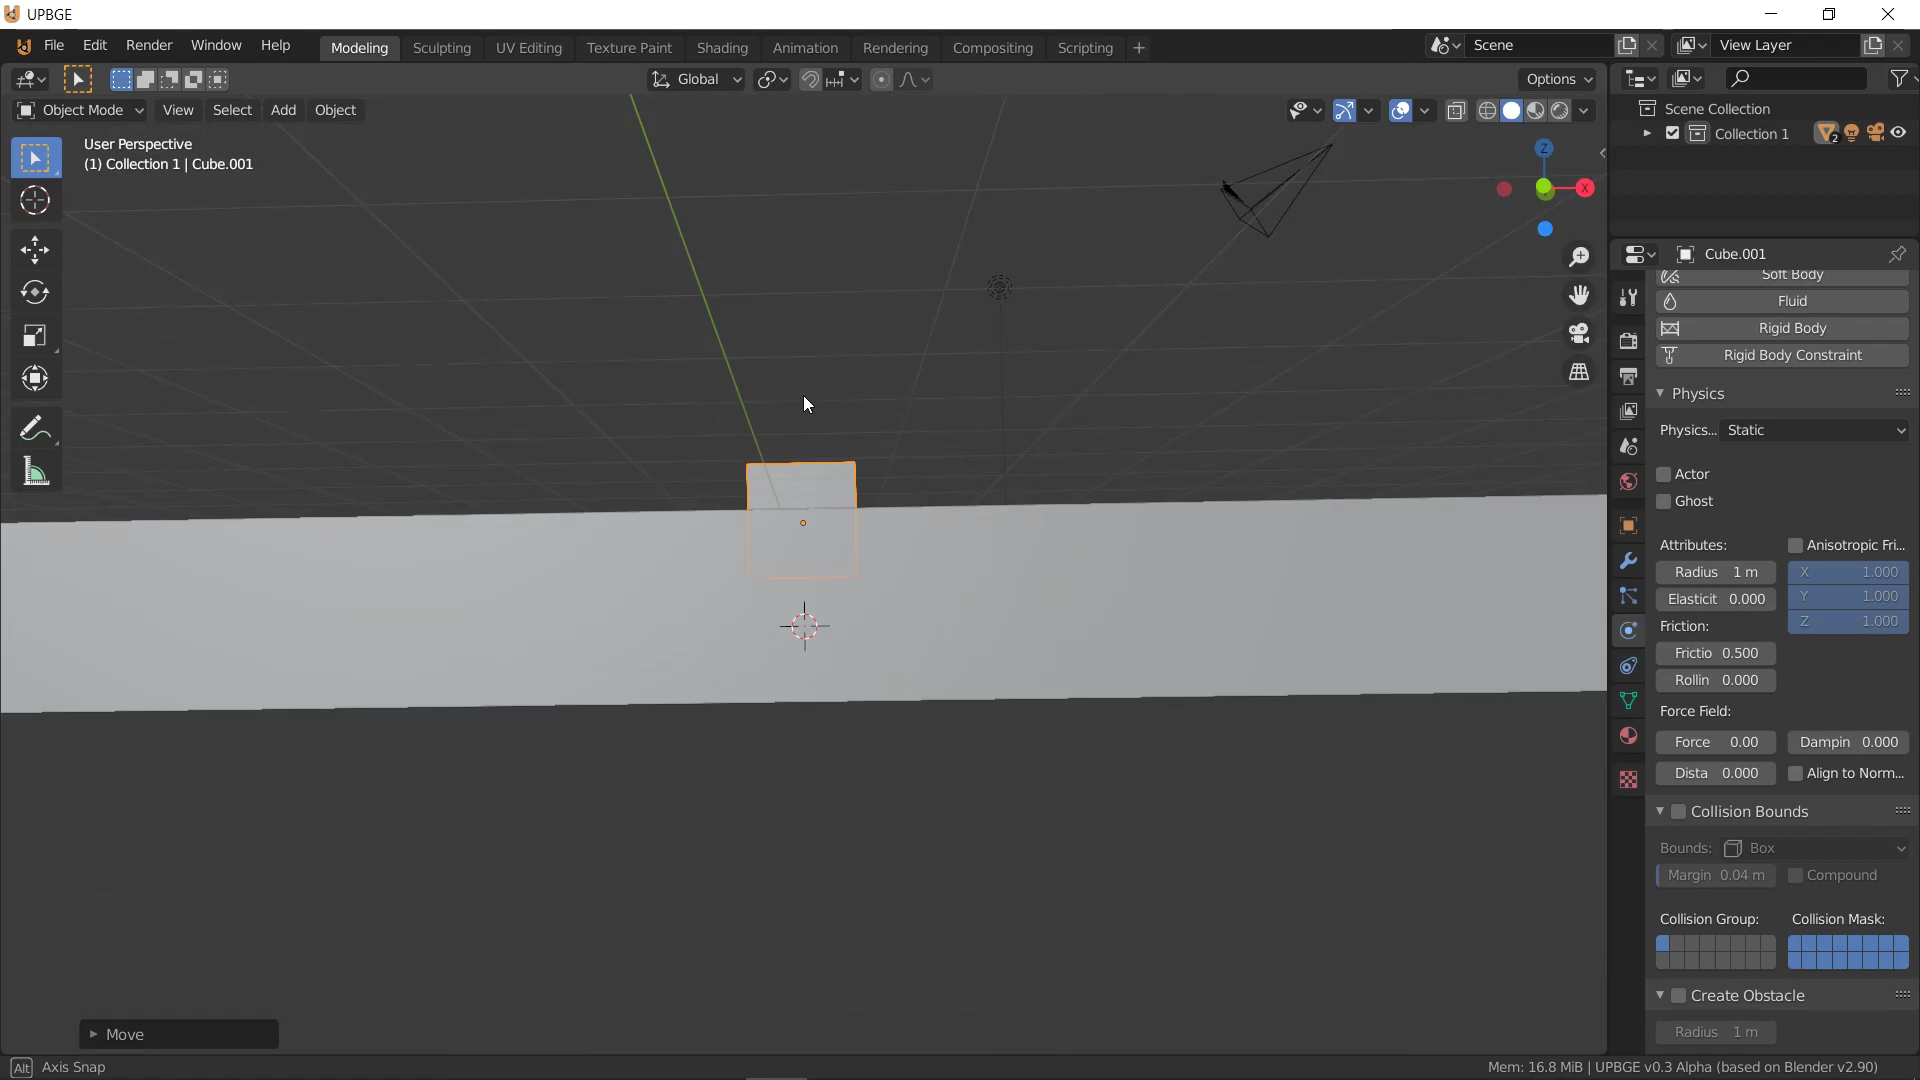 UPBGE
File Edit Render Window Help Modeling Sculpting UV Editing Texture Paint Shading Animation Rendering Compositing Scripting + Scene View Layer
Global Options
Object Mode View Select Add Object
Scene Collection
Collection 1 2
User Perspective
(1) Collection 1 | Cube.001
Z
X
Cube.001
Soft Body
Fluid
Rigid Body
Rigid Body Constraint
Physics
Physics... Static
Actor
Ghost
Attributes: Anisotropic Fri...
Radius 1 m X 1.000
Elasticit 0.000 Y 1.000
Friction: Z 1.000
Frictio 0.500
Rollin 0.000
Force Field:
Force 0.00 Dampin 0.000
Dista 0.000 Align to Norm...
Collision Bounds
Bounds: Box
Margin 0.04 m Compound
Collision Group: Collision Mask:
Create Obstacle
Radius 1 m
Move
Alt Axis Snap Mem: 16.8 MiB | UPBGE v0.3 Alpha (based on Blender v2.90)